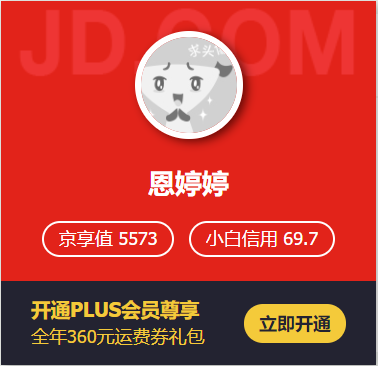 JD.COM
恩婷婷
京享值 5573
小白信用 69.7
开通PLUS会员尊享
全年360元运费券礼包
立即开通